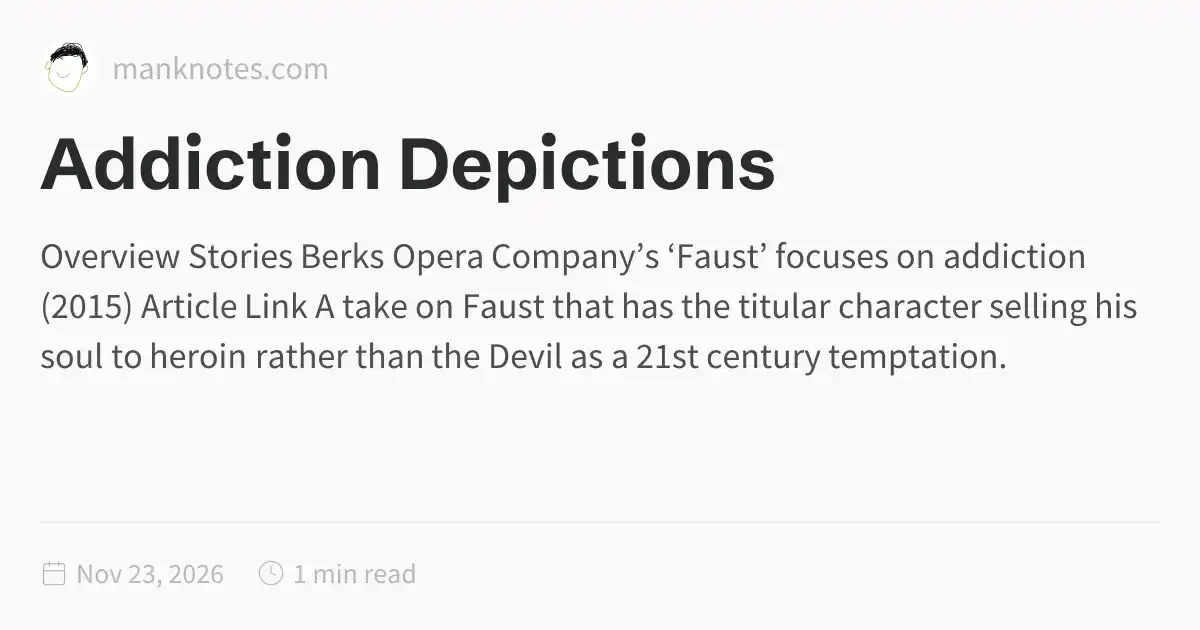 manknotes.com
Addiction Depictions
Overview Stories Berks Opera Company’s ‘Faust’ focuses on addiction
(2015) Article Link A take on Faust that has the titular character selling his
soul to heroin rather than the Devil as a 21st century temptation.
Nov 23, 2026 1 min read